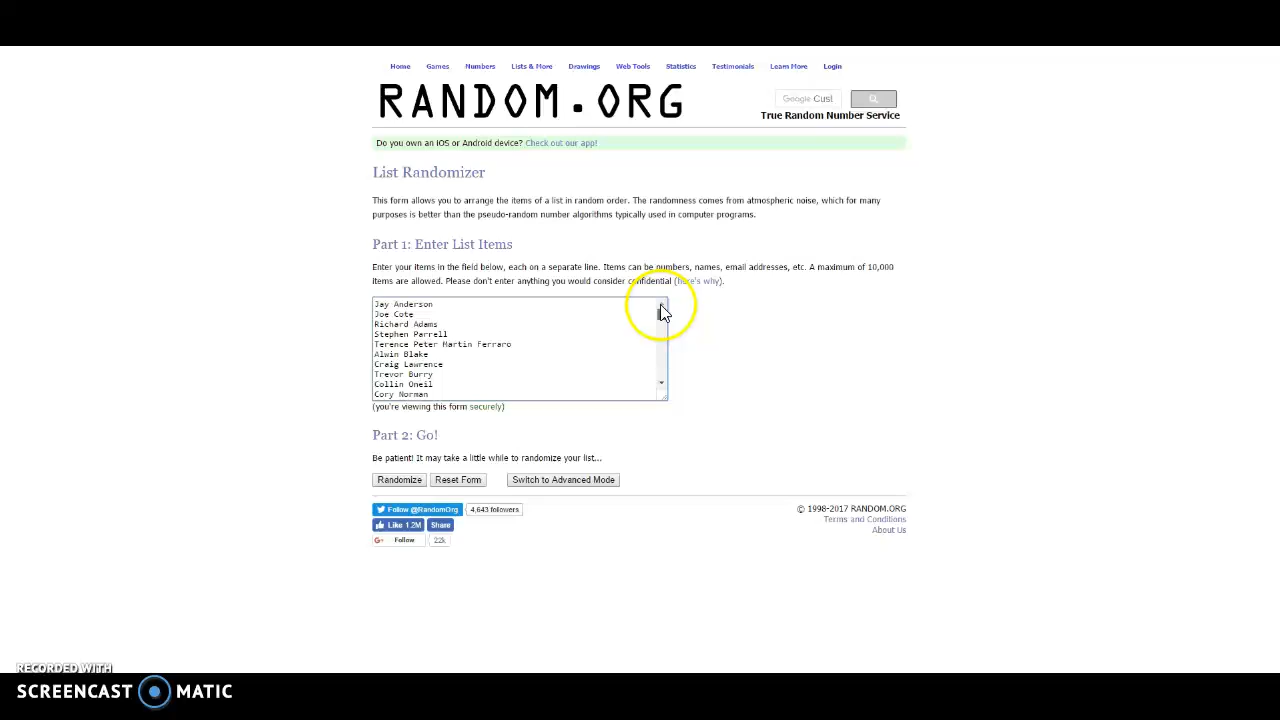 Home Games Numbers Lists & More Drawings Web Tools Statistics Testimonials Learn More Login
RANDOM.ORG
Google Cust
True Random Number Service
Do you own an iOS or Android device? Check out our app!
List Randomizer
This form allows you to arrange the items of a list in random order. The randomness comes from atmospheric noise, which for many
purposes is better than the pseudo-random number algorithms typically used in computer programs.
Part 1: Enter List Items
Enter your items in the field below, each on a separate line. Items can be numbers, names, email addresses, etc. A maximum of 10,000
items are allowed. Please don't enter anything you would consider confidential (here's why).
Jay Anderson
Joe Cote
Richard Adams
Stephen Parrell
Terence Peter Martin Ferraro
Alwin Blake
Craig Lawrence
Trevor Burry
Collin Oneil
Cory Norman
(you're viewing this form securely)
Part 2: Go!
Be patient! It may take a little while to randomize your list...
Randomize Reset Form Switch to Advanced Mode
Follow @RandomOrg 4,643 followers
Like 1.2M Share
G+ Follow 22k
© 1998-2017 RANDOM.ORG
Terms and Conditions
About Us
RECORDED WITH
SCREENCAST MATIC